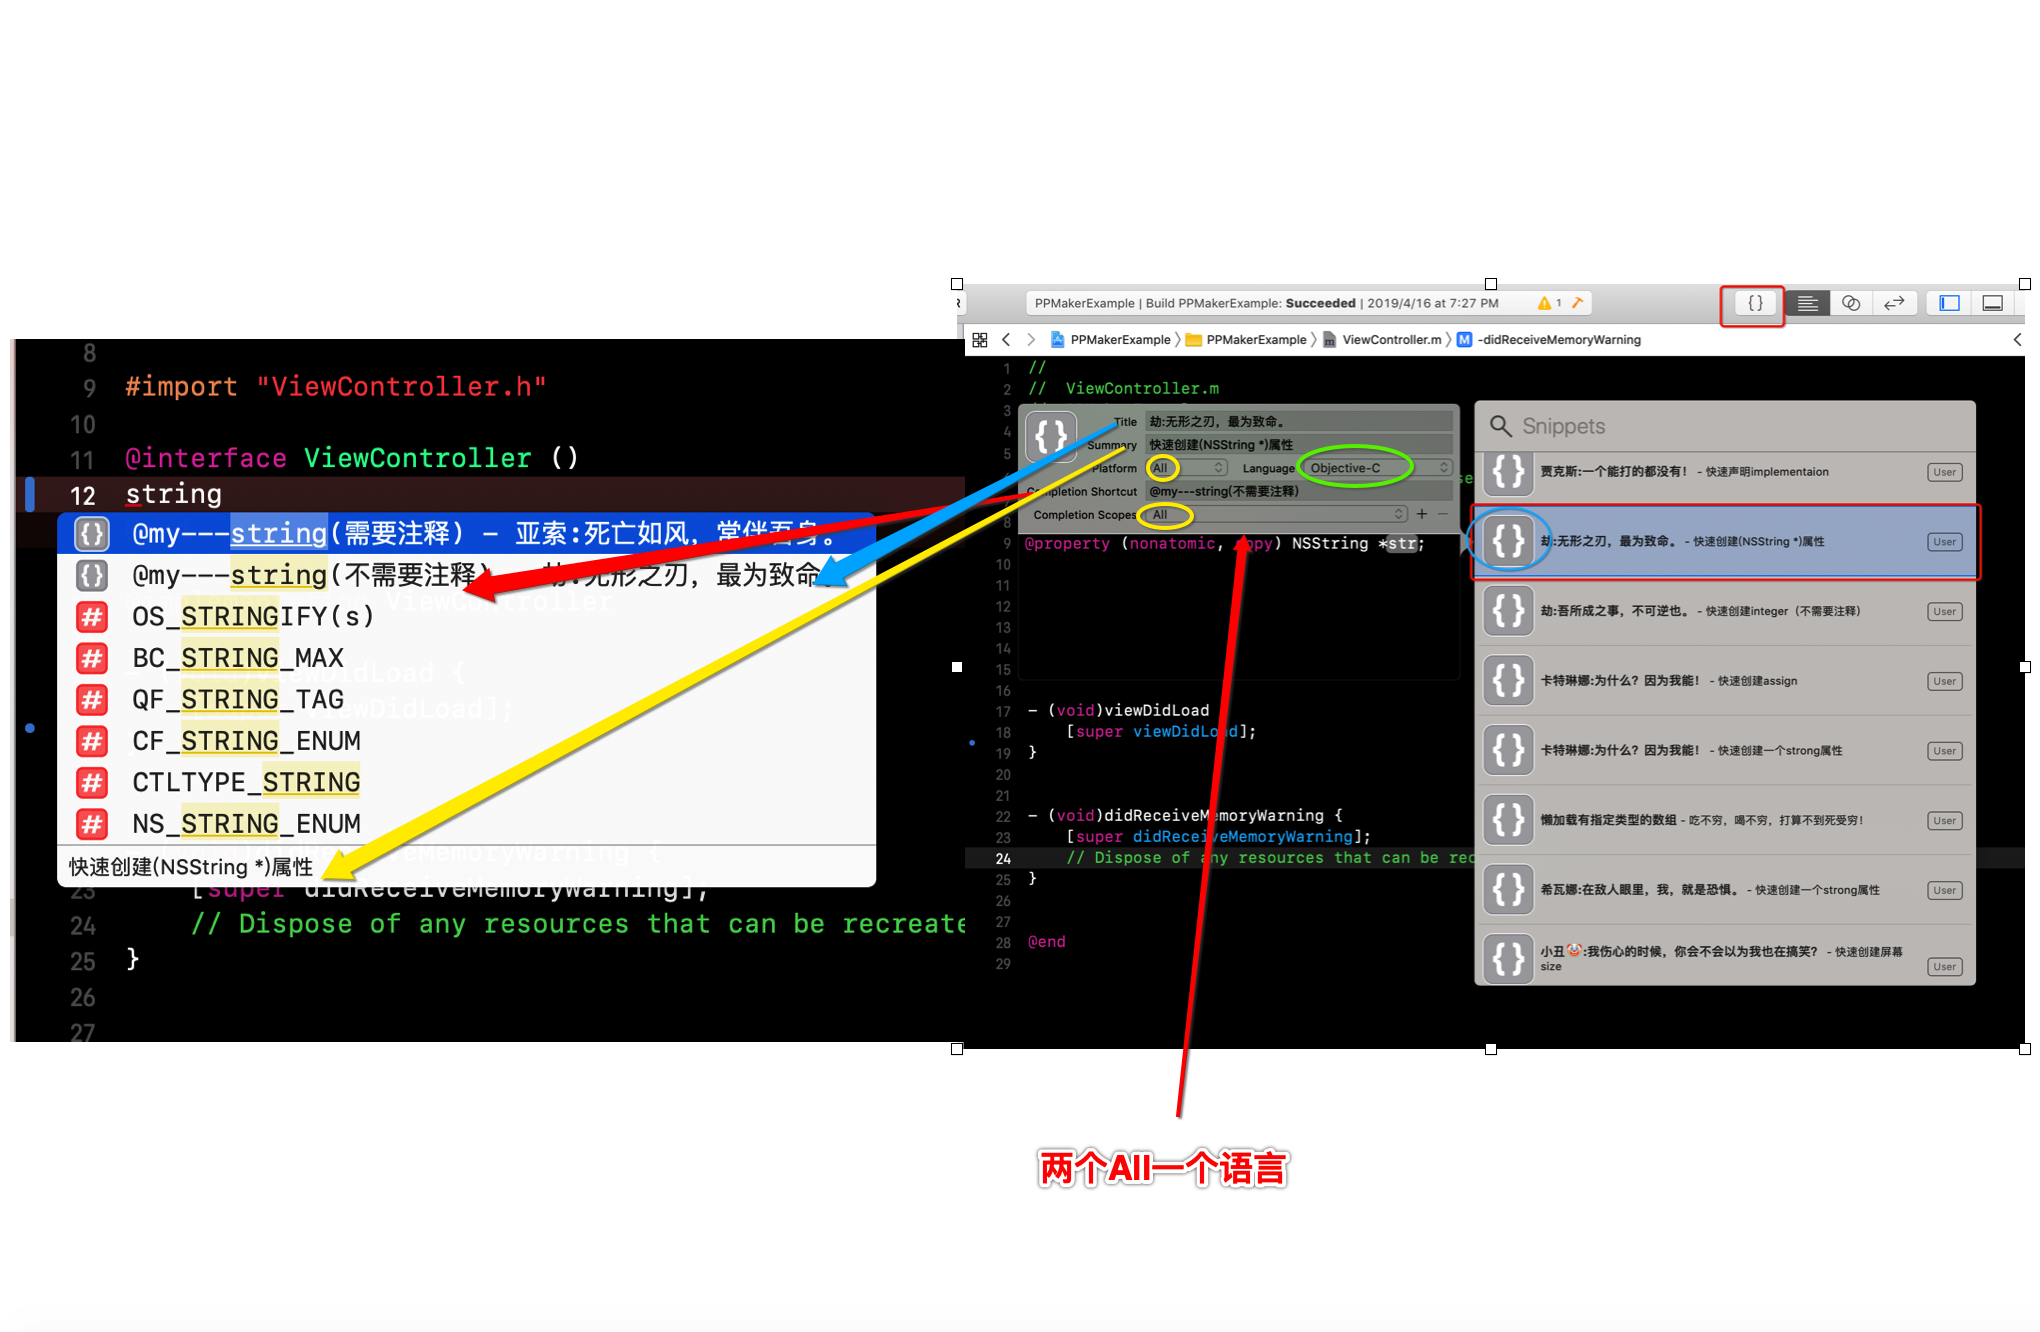 8
9 #import "ViewController.h"
10
11 @interface ViewController ()
12 string
@my---string(需要注释) - 亚索:死亡如风，常伴吾身。
@my---string(不需要注释) 劫:无形之刃，最为致命
OS_STRINGIFY(s)
BC_STRING_MAX
QF_STRING_TAG
CF_STRING_ENUM
CTLTYPE_STRING
NS_STRING_ENUM
快速创建(NSString *)属性
23 [super didReceiveMemoryWarning];
24 // Dispose of any resources that can be recreate
25 }
26
27
PPMakerExample | Build PPMakerExample: Succeeded | 2019/4/16 at 7:27 PM 1 {}
PPMakerExample 〉 PPMakerExample 〉 ViewController.m 〉 M -didReceiveMemoryWarning
1 //
2 // ViewController.m
3
4
5
8
Title 劫:无形之刃，最为致命。
Summary 快速创建(NSString *)属性
Platform All Language Objective-C
Completion Shortcut @my---string(不需要注释)
Completion Scopes All + −
9 @property (nonatomic, copy) NSString *str;
10
11
12
13
14
15
16
17 - (void)viewDidLoad
18 [super viewDidLoad];
19 }
20
21
22 - (void)didReceiveMemoryWarning {
23 [super didReceiveMemoryWarning];
24 // Dispose of any resources that can be rec
25 }
26
27
28 @end
29
Snippets
贾克斯:一个能打的都没有！ - 快速声明implementaion User
劫:无形之刃，最为致命。 - 快速创建(NSString *)属性 User
劫:吾所成之事，不可逆也。 - 快速创建integer（不需要注释） User
卡特琳娜:为什么？因为我能！ - 快速创建assign User
卡特琳娜:为什么？因为我能！ - 快速创建一个strong属性 User
懒加载有指定类型的数组 - 吃不穷，喝不穷，打算不到死受穷！ User
希瓦娜:在敌人眼里，我，就是恐惧。 - 快速创建一个strong属性 User
小丑🤡:我伤心的时候，你会不会以为我也在搞笑？ - 快速创建屏幕
size User
两个All一个语言